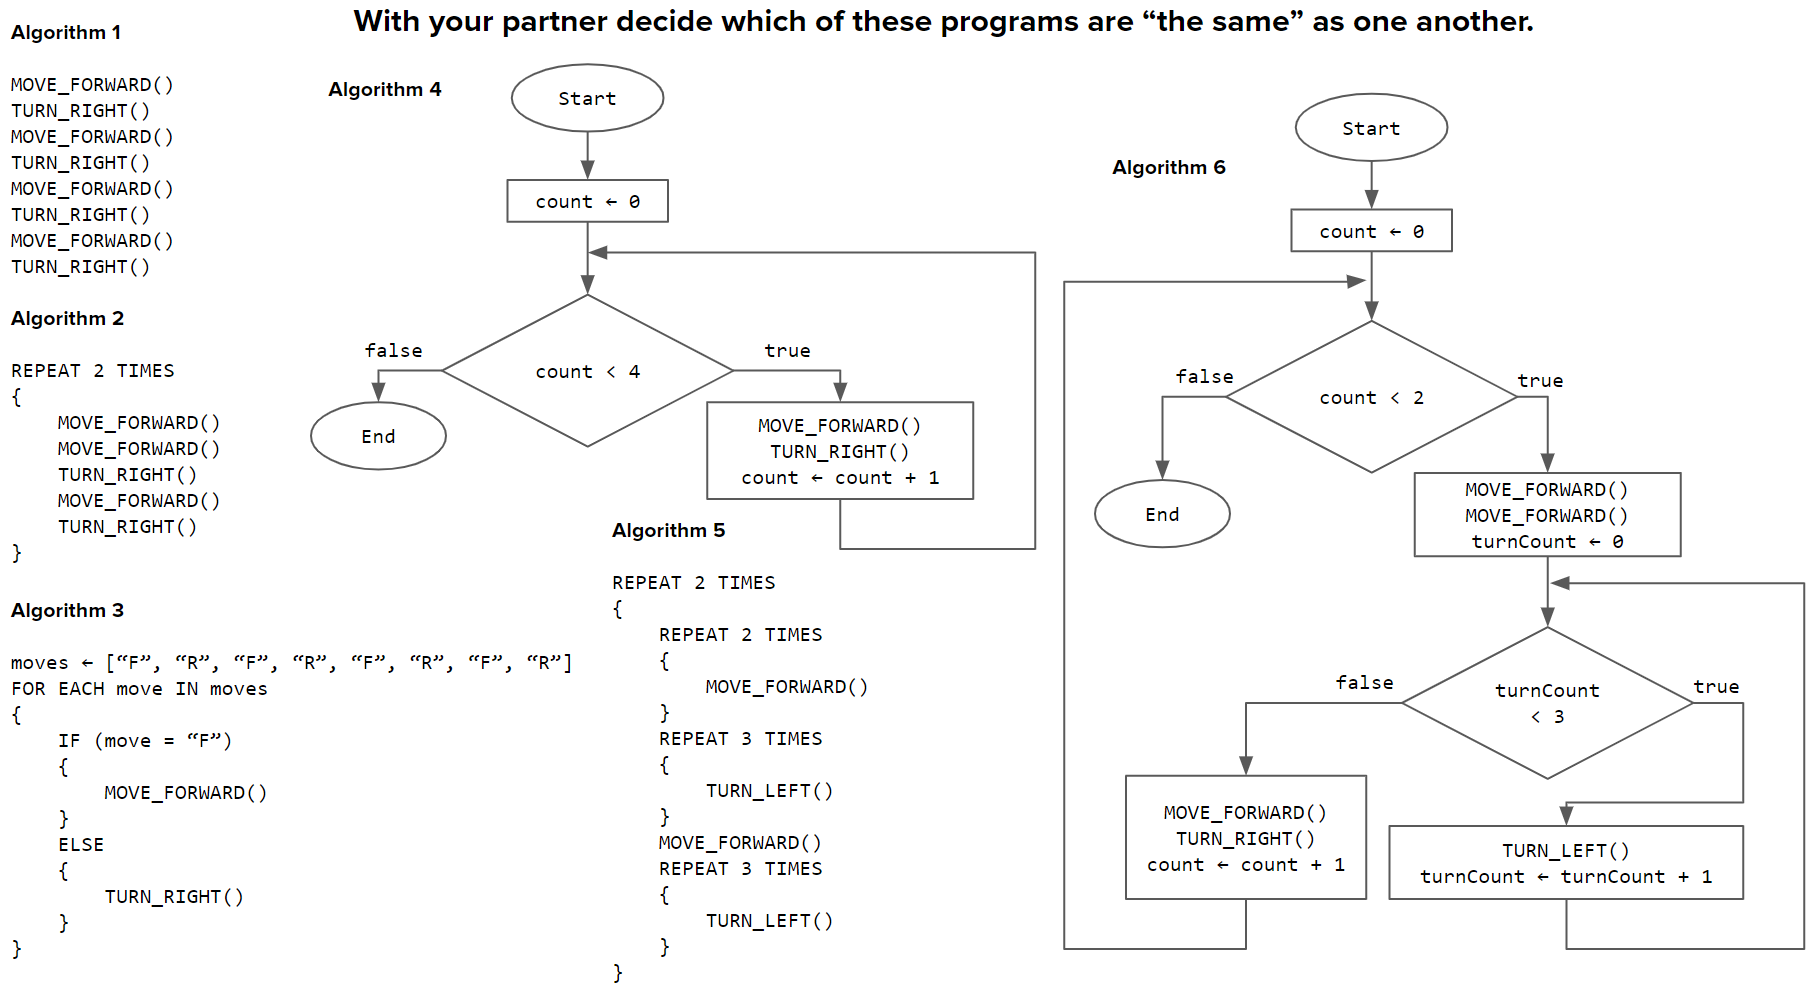 With your partner decide which of these programs are “the same” as one another.
Algorithm 1
MOVE_FORWARD()
TURN_RIGHT()
MOVE_FORWARD()
TURN_RIGHT()
MOVE_FORWARD()
TURN_RIGHT()
MOVE_FORWARD()
TURN_RIGHT()
Algorithm 2
REPEAT 2 TIMES
{
    MOVE_FORWARD()
    MOVE_FORWARD()
    TURN_RIGHT()
    MOVE_FORWARD()
    TURN_RIGHT()
}
Algorithm 3
moves ← [“F”, “R”, “F”, “R”, “F”, “R”, “F”, “R”]
FOR EACH move IN moves
{
    IF (move = “F”)
    {
        MOVE_FORWARD()
    }
    ELSE
    {
        TURN_RIGHT()
    }
}
Algorithm 4
Start
count ← 0
count < 4
false
true
End
MOVE_FORWARD()
TURN_RIGHT()
count ← count + 1
Algorithm 5
REPEAT 2 TIMES
{
    REPEAT 2 TIMES
    {
        MOVE_FORWARD()
    }
    REPEAT 3 TIMES
    {
        TURN_LEFT()
    }
    MOVE_FORWARD()
    REPEAT 3 TIMES
    {
        TURN_LEFT()
    }
}
Algorithm 6
Start
count ← 0
count < 2
false
true
End
MOVE_FORWARD()
MOVE_FORWARD()
turnCount ← 0
turnCount
< 3
false
true
MOVE_FORWARD()
TURN_RIGHT()
count ← count + 1
TURN_LEFT()
turnCount ← turnCount + 1